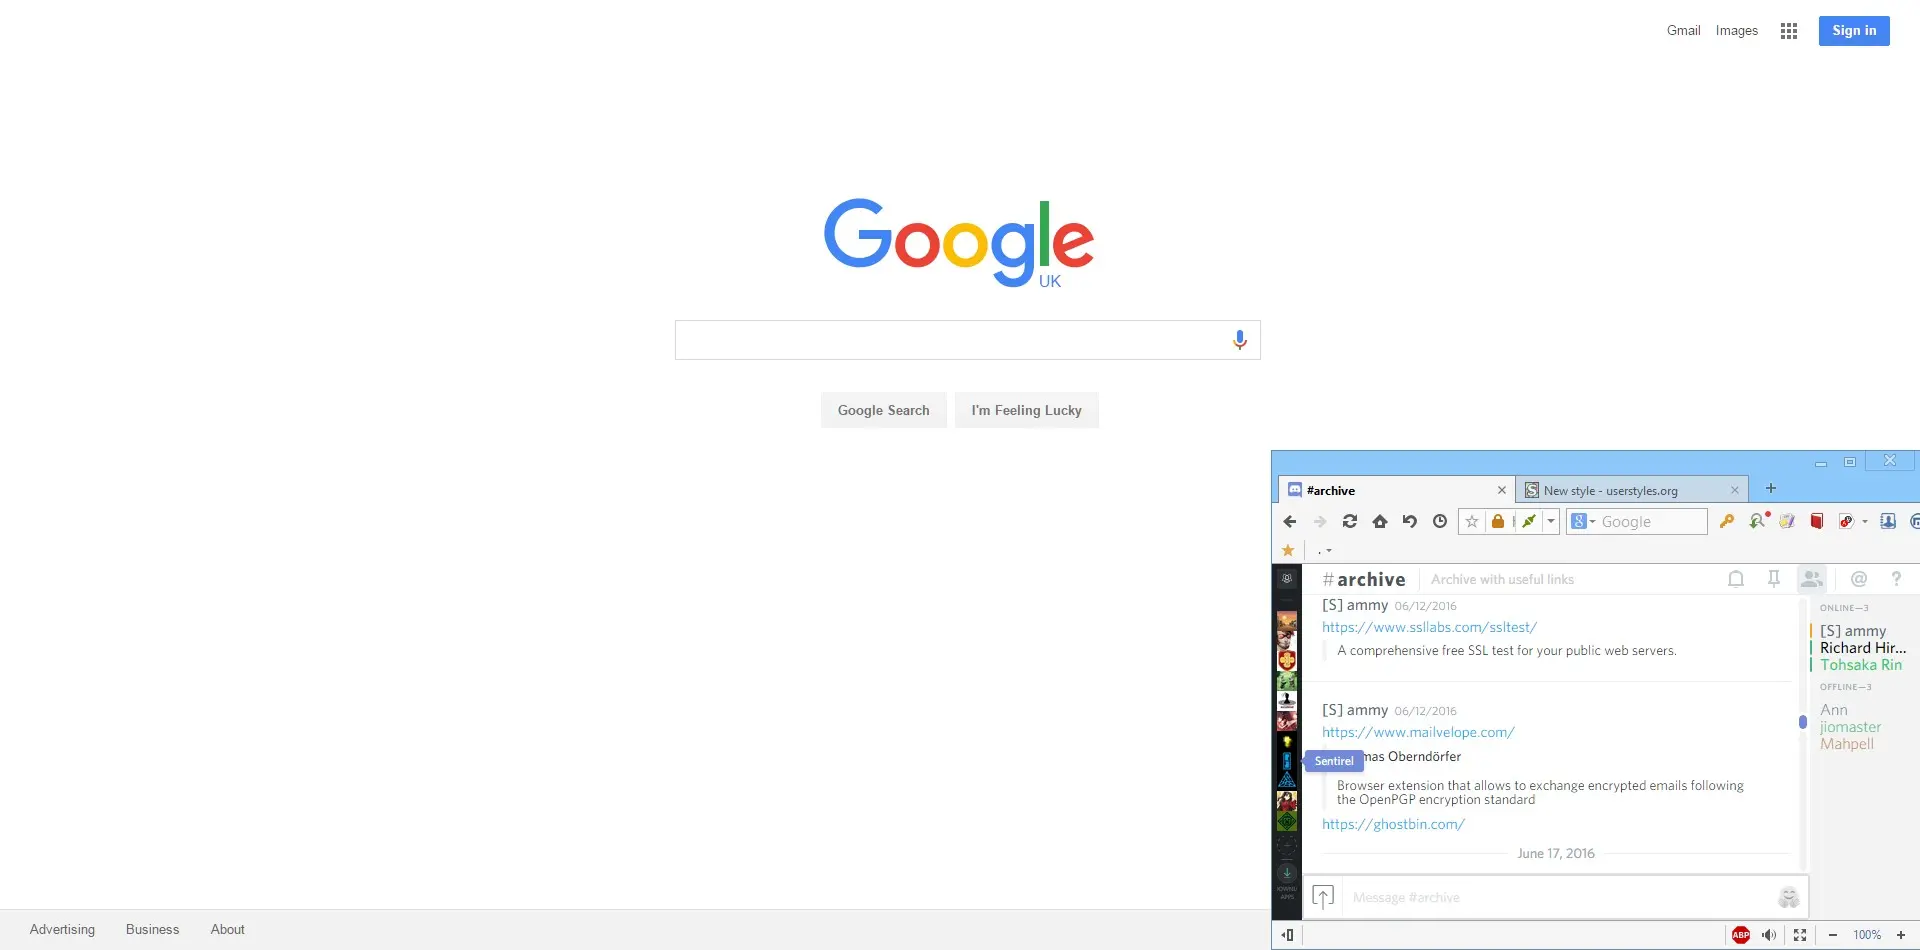 Gmail Images Sign in
Google
UK
Google Search I'm Feeling Lucky
#archive New style - userstyles.org
Google
#archive Archive with useful links
[S] ammy 06/12/2016
https://www.ssllabs.com/ssltest/
A comprehensive free SSL test for your public web servers.
[S] ammy 06/12/2016
https://www.mailvelope.com/
mas Oberndörfer
Sentirel
Browser extension that allows to exchange encrypted emails following
the OpenPGP encryption standard
https://ghostbin.com/
June 17, 2016
Message #archive
ONLINE—3
[S] ammy
Richard Hir...
Tohsaka Rin
OFFLINE—3
Ann
jiomaster
Mahpell
ABP 100%
Advertising Business About